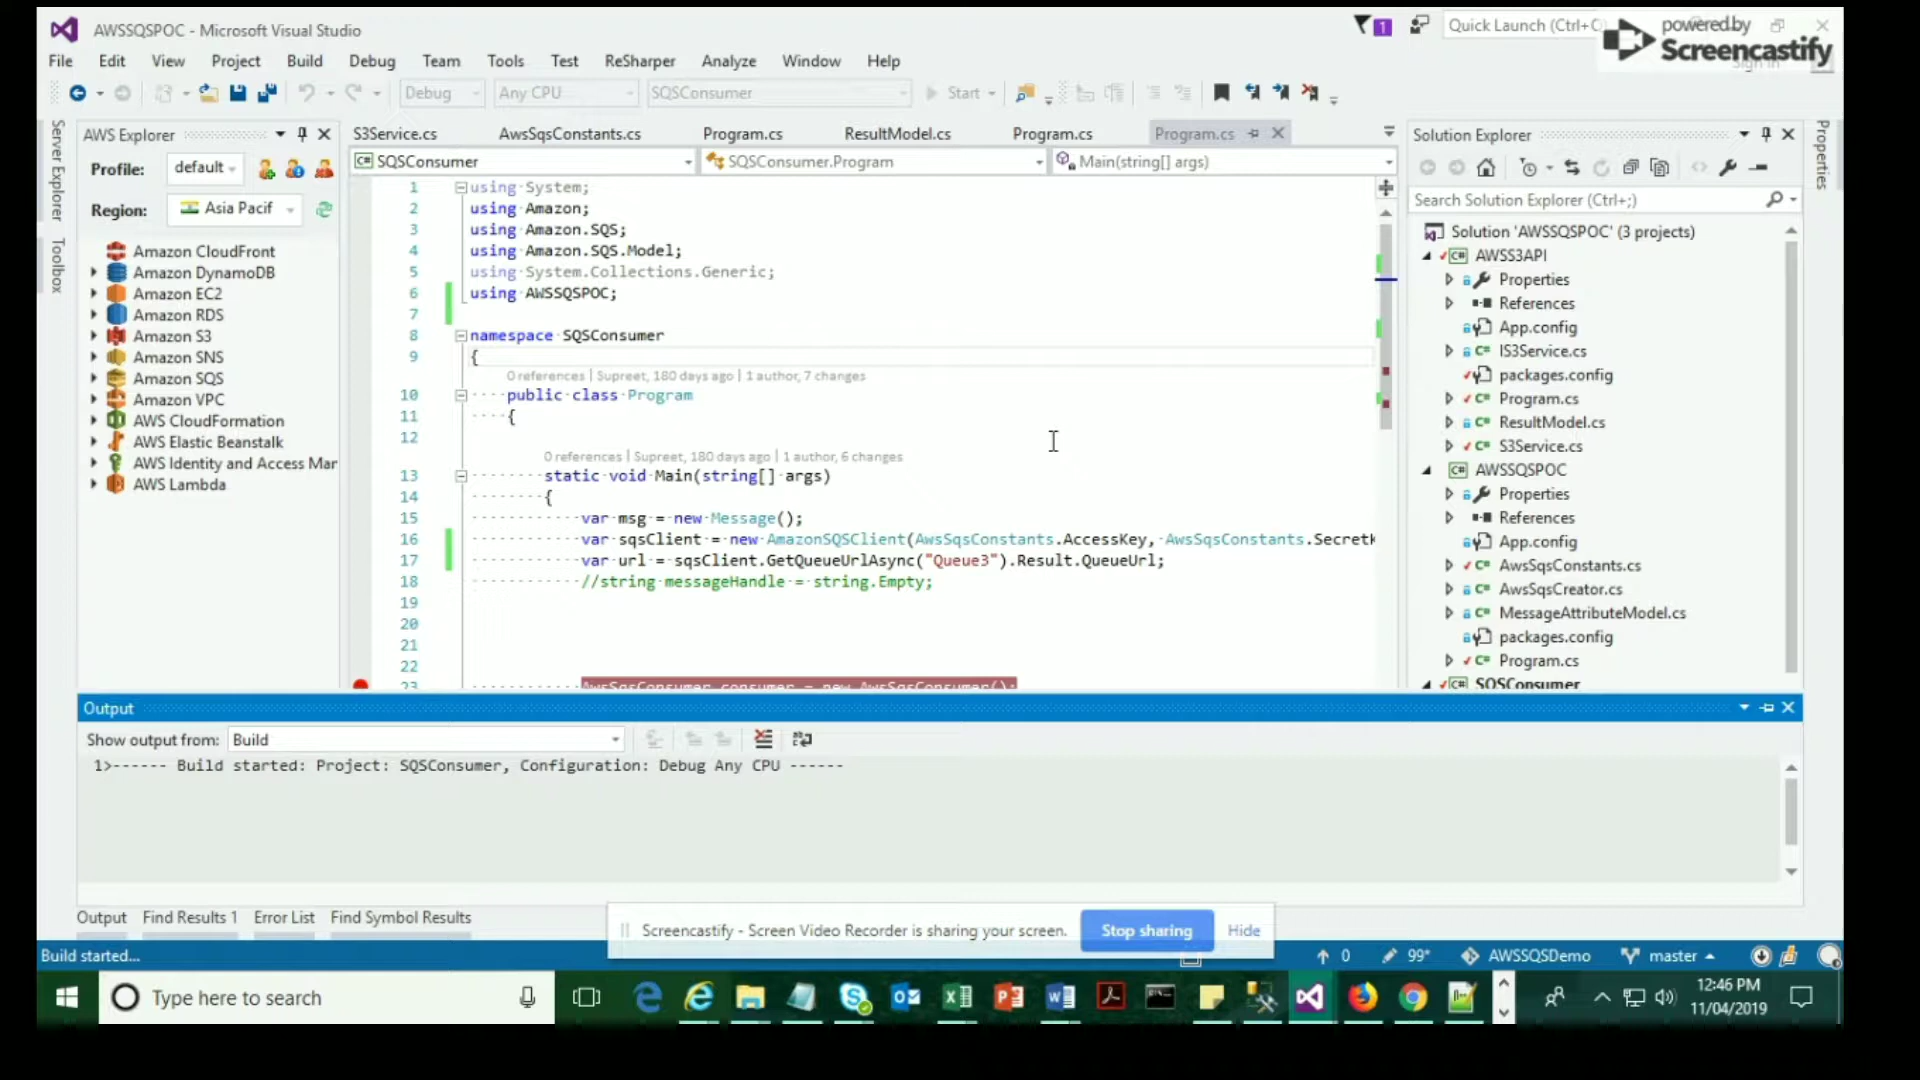 AWSSQSPOC - Microsoft Visual Studio
1
Quick Launch (Ctrl+Q
powered by
Screencastify
Sign in
File Edit View Project Build Debug Team Tools Test ReSharper Analyze Window Help
Debug Any CPU SQSConsumer Start
Server Explorer
Toolbox
AWS Explorer
Profile: default
Region: Asia Pacif
Amazon CloudFront
Amazon DynamoDB
Amazon EC2
Amazon RDS
Amazon S3
Amazon SNS
Amazon SQS
Amazon VPC
AWS CloudFormation
AWS Elastic Beanstalk
AWS Identity and Access Mar
AWS Lambda
S3Service.cs AwsSqsConstants.cs Program.cs ResultModel.cs Program.cs Program.cs
SQSConsumer SQSConsumer.Program Main(string[] args)
1 using System;
2 using Amazon;
3 using Amazon.SQS;
4 using Amazon.SQS.Model;
5 using System.Collections.Generic;
6 using AWSSQSPOC;
7
8 namespace SQSConsumer
9 {
0 references | Supreet, 180 days ago | 1 author, 7 changes
10 public class Program
11 {
12
0 references | Supreet, 180 days ago | 1 author, 6 changes
13 static void Main(string[] args)
14 {
15 var msg = new Message();
16 var sqsClient = new AmazonSQSClient(AwsSqsConstants.AccessKey, AwsSqsConstants.SecretK
17 var url = sqsClient.GetQueueUrlAsync("Queue3").Result.QueueUrl;
18 //string messageHandle = string.Empty;
19
20
21
22
23 AwsSqsConsumer consumer = new AwsSqsConsumer();
Solution Explorer
Search Solution Explorer (Ctrl+;)
Solution 'AWSSQSPOC' (3 projects)
AWSS3API
Properties
References
App.config
IS3Service.cs
packages.config
Program.cs
ResultModel.cs
S3Service.cs
AWSSQSPOC
Properties
References
App.config
AwsSqsConstants.cs
AwsSqsCreator.cs
MessageAttributeModel.cs
packages.config
Program.cs
SQSConsumer
Properties
Output
Show output from: Build
1>------ Build started: Project: SQSConsumer, Configuration: Debug Any CPU ------
Output Find Results 1 Error List Find Symbol Results
Screencastify - Screen Video Recorder is sharing your screen. Stop sharing Hide
Build started... 0 99* AWSSQSDemo master
Type here to search
12:46 PM
11/04/2019